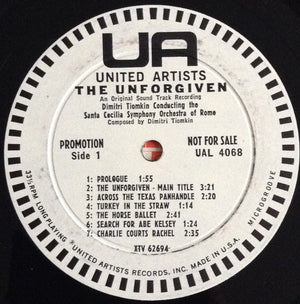 UA
UNITED ARTISTS
THE UNFORGIVEN
An Original Sound Track Recording
Dimitri Tiomkin Conducting the
Santa Cecilia Symphony Orchestra of Rome
Composed by Dimitri Tiomkin
PROMOTION
Side 1
NOT FOR SALE
UAL 4068
1: PROLOGUE 1:55
2: THE UNFORGIVEN - MAIN TITLE 3:21
3: ACROSS THE TEXAS PANHANDLE 2:20
4: TURKEY IN THE STRAW 1:54
5: THE HORSE BALLET 2:41
6: SEARCH FOR ABE KELSEY 1:24
7: CHARLIE COURTS RACHEL 2:35
XTV 62694
33⅓ RPM LONG PLAYING
MICROGROOVE
UNITED ARTISTS RECORDS, INC. MADE IN U.S.A.